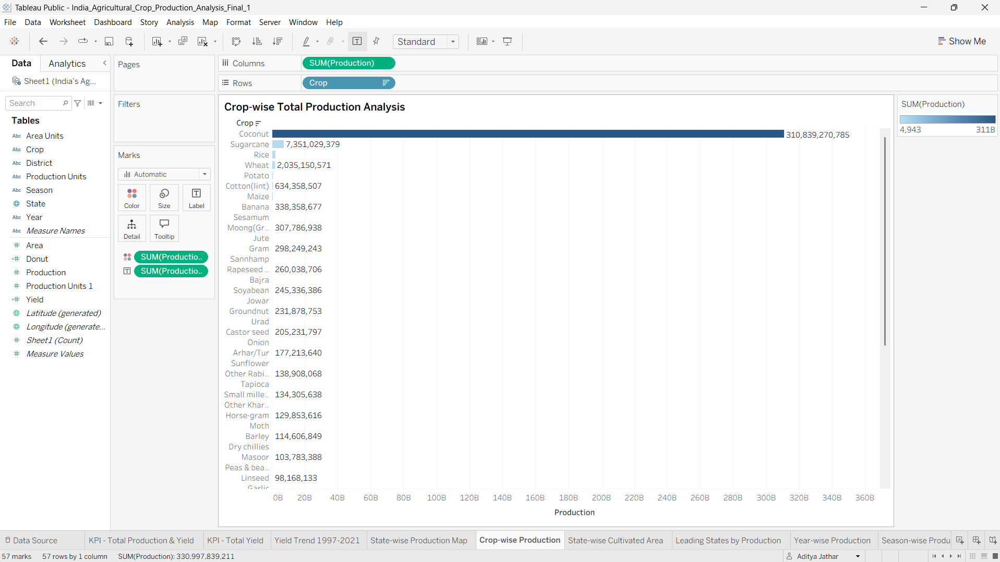 Tableau Public - India_Agricultural_Crop_Production_Analysis_Final_1
File Data Worksheet Dashboard Story Analysis Map Format Server Window Help
Standard
Show Me
Data Analytics
Sheet1 (India's Ag...
Search
Tables
Abc Area Units
Abc Crop
Abc District
Abc Production Units
Abc Season
State
Abc Year
Abc Measure Names
Area
Donut
Production
Production Units 1
Yield
Latitude (generated)
Longitude (generate...
Sheet1 (Count)
Measure Values
Pages
Filters
Marks
Automatic
Color Size Label
Detail Tooltip
SUM(Productio..
SUM(Productio..
Columns SUM(Production)
Rows Crop
Crop-wise Total Production Analysis
Crop
Coconut 310,839,270,785
Sugarcane 7,351,029,379
Rice
Wheat 2,035,150,571
Potato
Cotton(lint) 634,358,507
Maize
Banana 338,358,677
Sesamum
Moong(Gr.. 307,786,938
Jute
Gram 298,249,243
Sannhamp
Rapeseed .. 260,038,706
Bajra
Soyabean 245,336,386
Jowar
Groundnut 231,878,753
Urad
Castor seed 205,231,797
Onion
Arhar/Tur 177,213,640
Sunflower
Other Rabi.. 138,908,068
Tapioca
Small mille.. 134,305,638
Other Khar..
Horse-gram 129,853,616
Moth
Barley 114,606,849
Dry chillies
Masoor 103,783,388
Peas & bea..
Linseed 98,168,133
Garlic
0B 20B 40B 60B 80B 100B 120B 140B 160B 180B 200B 220B 240B 260B 280B 300B 320B 340B 360B
Production
SUM(Production)
4,943 311B
Data Source KPI - Total Production & Yield KPI - Total Yield Yield Trend 1997-2021 State-wise Production Map Crop-wise Production State-wise Cultivated Area Leading States by Production Year-wise Production Season-wise Produ
57 marks 57 rows by 1 column SUM(Production): 330,997,839,211 Aditya Jathar